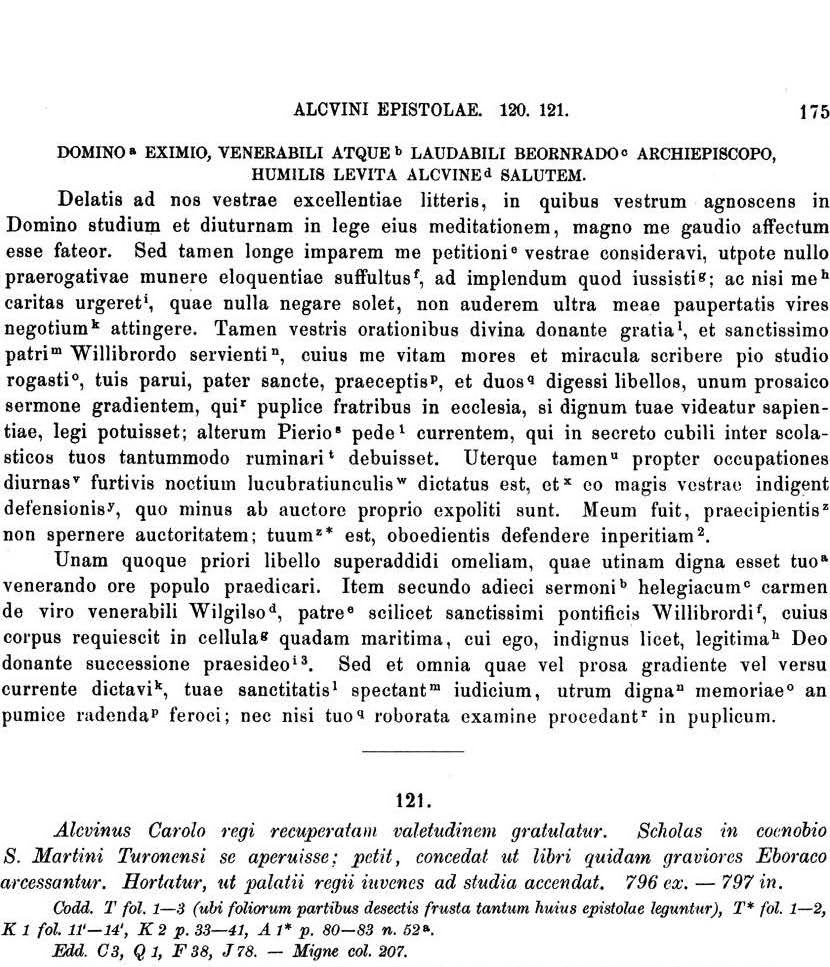 ALCVINI EPISTOLAE. 120. 121. 175
DOMINO a EXIMIO, VENERABILI ATQUE b LAUDABILI BEORNRADO c ARCHIEPISCOPO,
HUMILIS LEVITA ALCVINE d SALUTEM.
Delatis ad nos vestrae excellentiae litteris, in quibus vestrum agnoscens in
Domino studium et diuturnam in lege eius meditationem, magno me gaudio affectum
esse fateor. Sed tamen longe imparem me petitioni e vestrae consideravi, utpote nullo
praerogativae munere eloquentiae suffultus f, ad implendum quod iussisti g; ac nisi me h
caritas urgeret i, quae nulla negare solet, non auderem ultra meae paupertatis vires
negotium k attingere. Tamen vestris orationibus divina donante gratia l, et sanctissimo
patri m Willibrordo servienti n, cuius me vitam mores et miracula scribere pio studio
rogasti o, tuis parui, pater sancte, praeceptis p, et duos q digessi libellos, unum prosaico
sermone gradientem, qui r puplice fratribus in ecclesia, si dignum tuae videatur sapien-
tiae, legi potuisset; alterum Pierio s pede 1 currentem, qui in secreto cubili inter scola-
sticos tuos tantummodo ruminari t debuisset. Uterque tamen u propter occupationes
diurnas v furtivis noctium lucubratiunculis w dictatus est, et x eo magis vestrae indigent
defensionis y, quo minus ab auctore proprio expoliti sunt. Meum fuit, praecipientis z
non spernere auctoritatem; tuum z* est, oboedientis defendere inperitiam 2.
Unam quoque priori libello superaddidi omeliam, quae utinam digna esset tuo a
venerando ore populo praedicari. Item secundo adieci sermoni b helegiacum c carmen
de viro venerabili Wilgilso d, patre e scilicet sanctissimi pontificis Willibrordi f, cuius
corpus requiescit in cellula g quadam maritima, cui ego, indignus licet, legitima h Deo
donante successione praesideo i 3. Sed et omnia quae vel prosa gradiente vel versu
currente dictavi k, tuae sanctitatis l spectant m iudicium, utrum digna n memoriae o an
pumice radenda p feroci; nec nisi tuo q roborata examine procedant r in puplicum.
121.
Alcvinus Carolo regi recuperatam valetudinem gratulatur. Scholas in coenobio
S. Martini Turonensi se aperuisse; petit, concedat ut libri quidam graviores Eboraco
arcessantur. Hortatur, ut palatii regii iuvenes ad studia accendat. 796 ex. — 797 in.
Codd. T fol. 1—3 (ubi foliorum partibus desectis frusta tantum huius epistolae leguntur), T* fol. 1—2,
K 1 fol. 11'—14', K 2 p. 33—41, A 1* p. 80—83 n. 52a.
Edd. C 3, Q 1, F 38, J 78. — Migne col. 207.